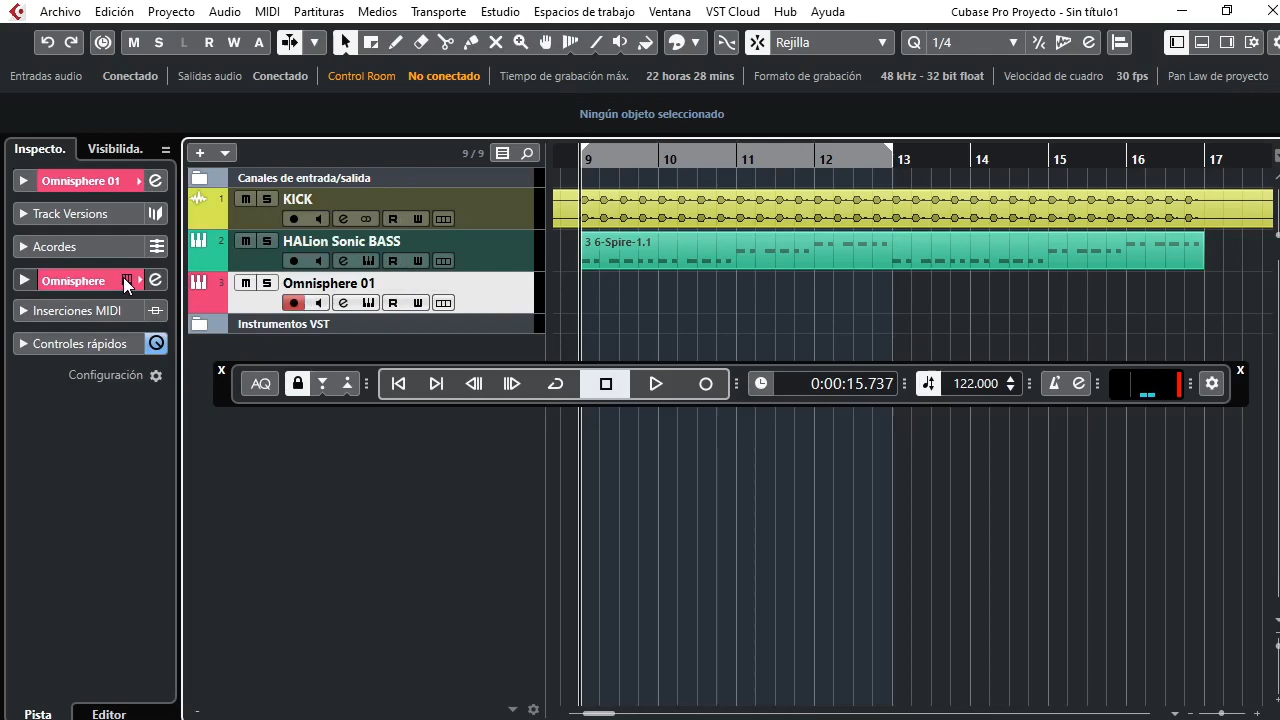 Archivo Edición Proyecto Audio MIDI Partituras Medios Transporte Estudio Espacios de trabajo Ventana VST Cloud Hub Ayuda Cubase Pro Proyecto - Sin título1
M S L R W A Rejilla Q 1/4
Entradas audio Conectado Salidas audio Conectado Control Room No conectado Tiempo de grabación máx. 22 horas 28 mins Formato de grabación 48 kHz - 32 bit float Velocidad de cuadro 30 fps Pan Law de proyecto
Ningún objeto seleccionado
Inspecto. Visibilida.
9 / 9
9 10 11 12 13 14 15 16 17
Omnisphere 01
Canales de entrada/salida
1 M S KICK
R W
Track Versions
2 M S HALion Sonic BASS
3 6-Spire-1.1
Acordes
R W
Omnisphere
3 M S Omnisphere 01
R W
Inserciones MIDI
Instrumentos VST
Controles rápidos
Configuración
X AQ 0:00:15.737 122.000 X
Pista Editor